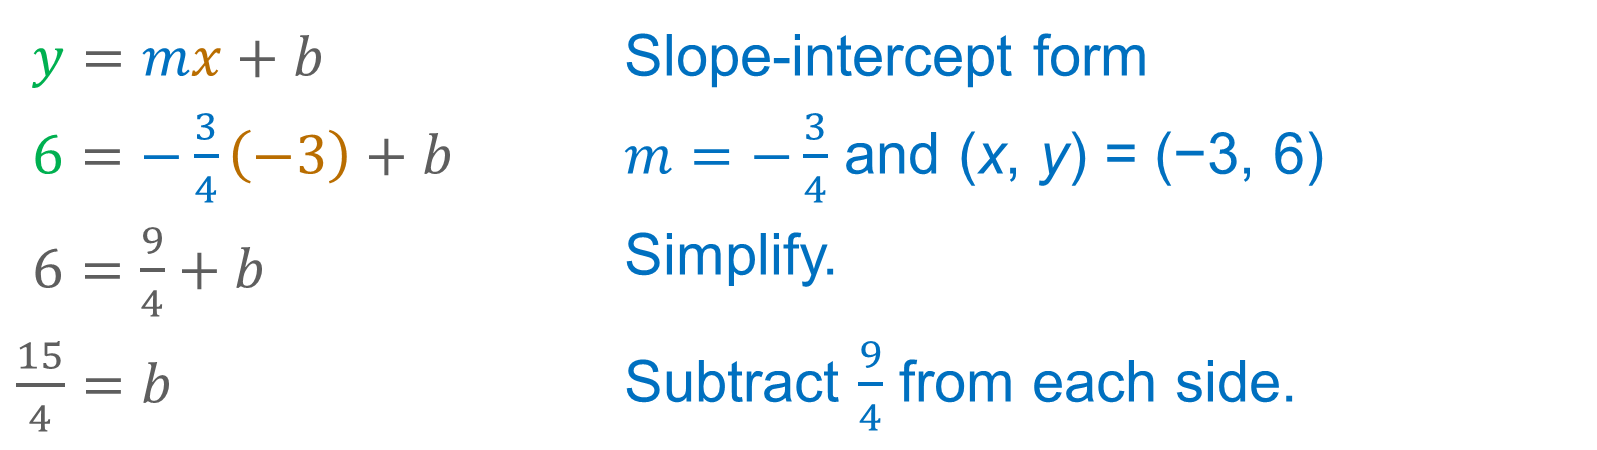 y = mx + b Slope-intercept form
6 = −3/4 (−3) + b m = −3/4 and (x, y) = (−3, 6)
6 = 9/4 + b Simplify.
15/4 = b Subtract 9/4 from each side.